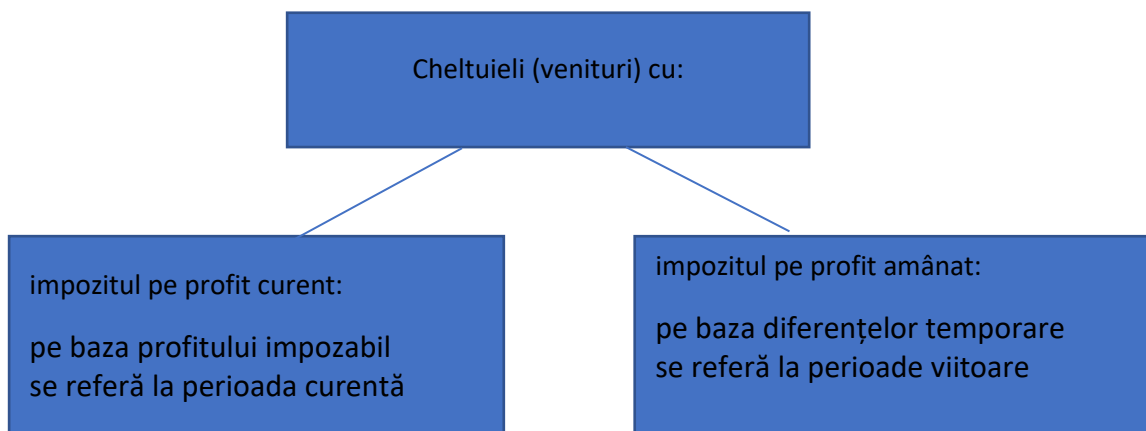 Cheltuieli (venituri) cu:
impozitul pe profit curent:
pe baza profitului impozabil
se referă la perioada curentă
impozitul pe profit amânat:
pe baza diferențelor temporare
se referă la perioade viitoare